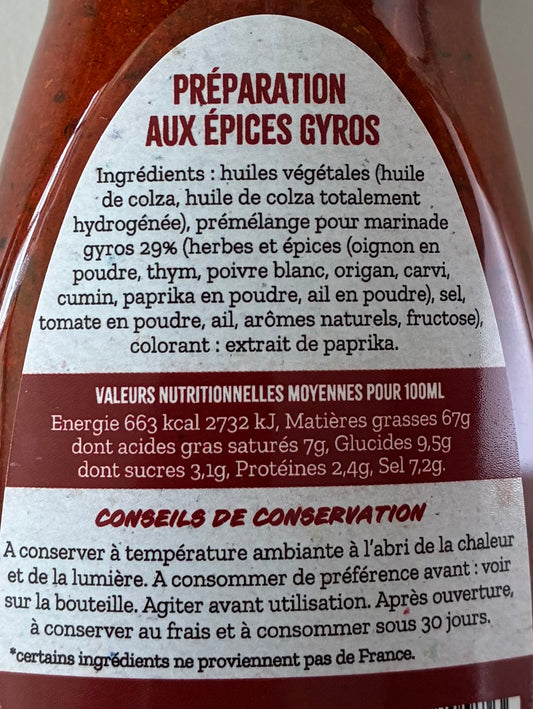 PRÉPARATION
AUX ÉPICES GYROS
Ingrédients : huiles végétales (huile
de colza, huile de colza totalement
hydrogénée), prémélange pour marinade
gyros 29% (herbes et épices (oignon en
poudre, thym, poivre blanc, origan, carvi,
cumin, paprika en poudre, ail en poudre), sel,
tomate en poudre, ail, arômes naturels, fructose),
colorant : extrait de paprika.
VALEURS NUTRITIONNELLES MOYENNES POUR 100ML
Energie 663 kcal 2732 kJ, Matières grasses 67g
dont acides gras saturés 7g, Glucides 9,5g
dont sucres 3,1g, Protéines 2,4g, Sel 7,2g.
CONSEILS DE CONSERVATION
A conserver à température ambiante à l'abri de la chaleur
et de la lumière. A consommer de préférence avant : voir
sur la bouteille. Agiter avant utilisation. Après ouverture,
à conserver au frais et à consommer sous 30 jours.
*certains ingrédients ne proviennent pas de France.